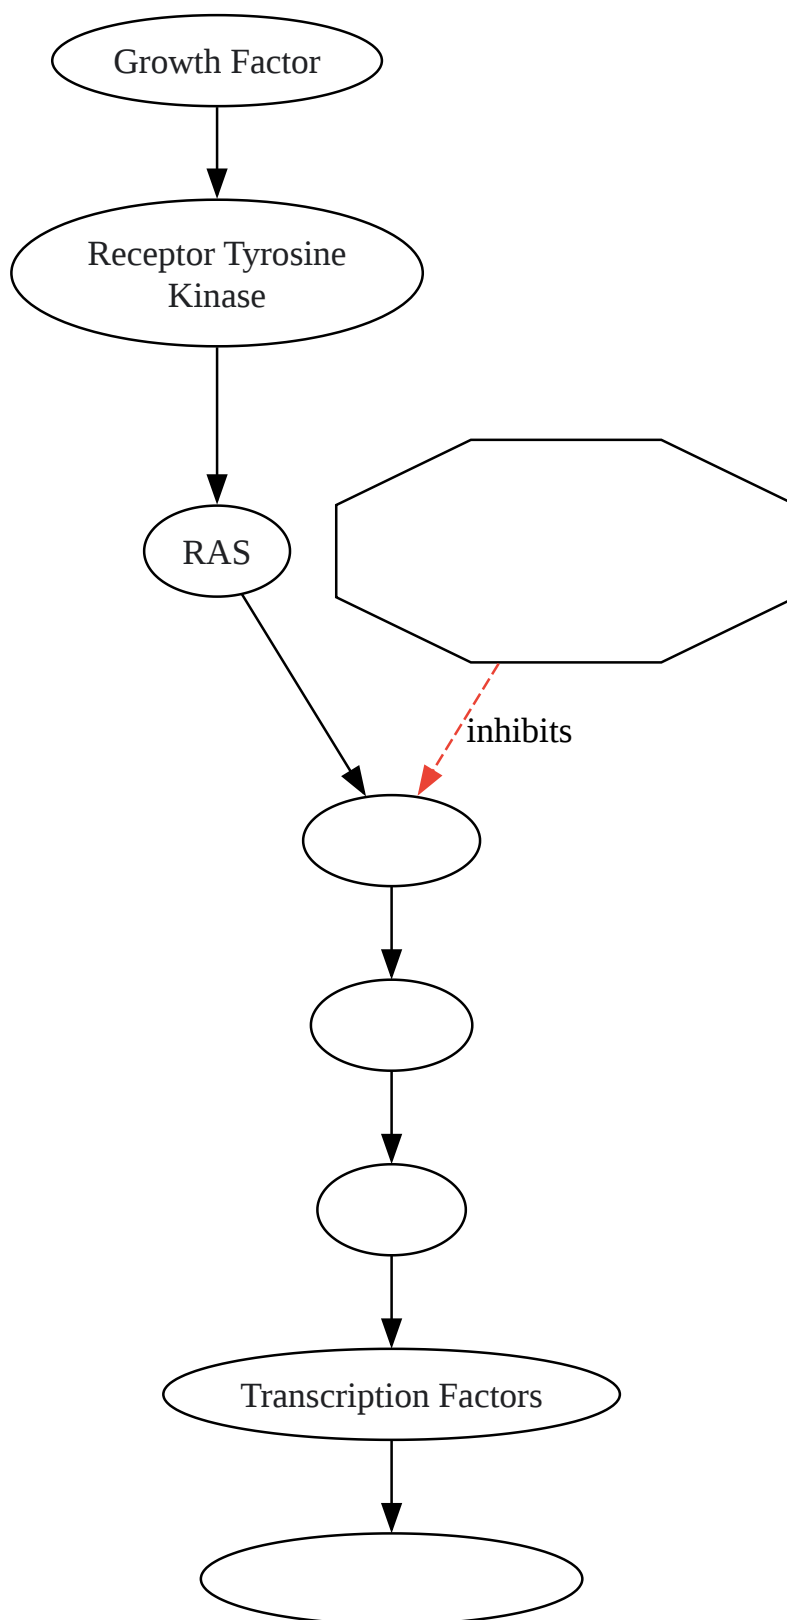 Growth Factor
Receptor Tyrosine
Kinase
RAS
inhibits
Transcription Factors